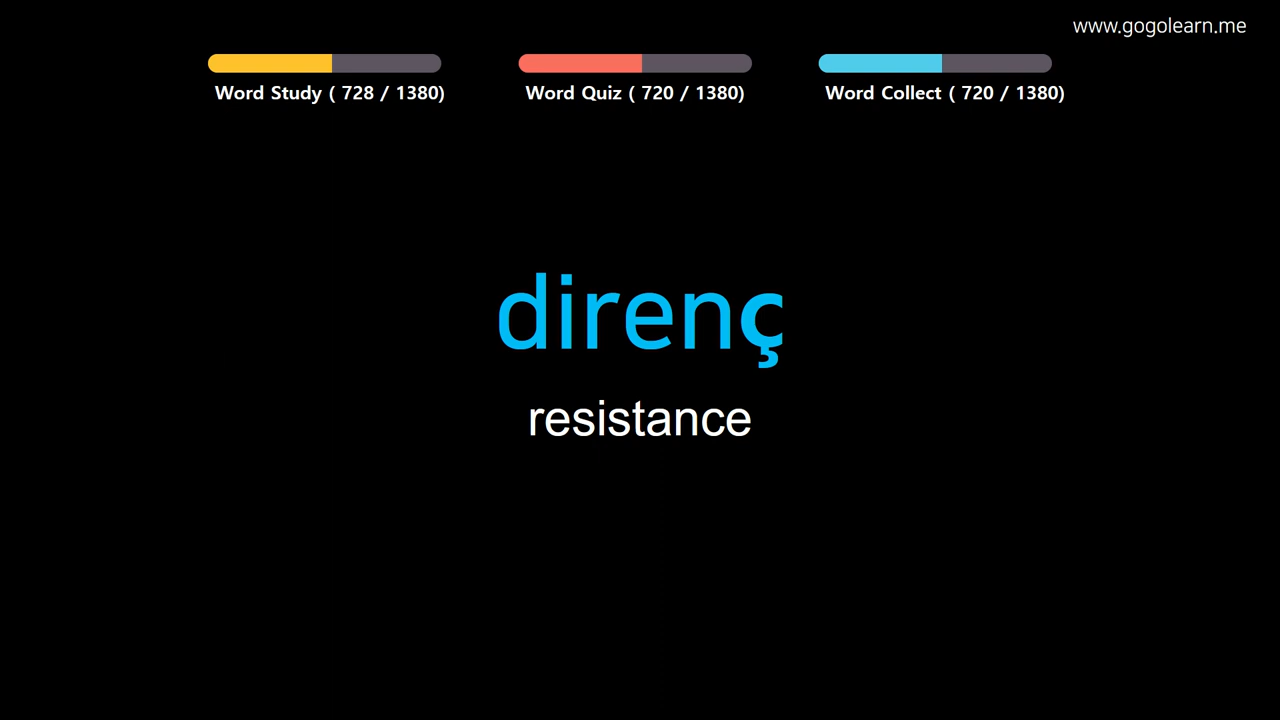 www.gogolearn.me
Word Study ( 728 / 1380)
Word Quiz ( 720 / 1380)
Word Collect ( 720 / 1380)
direnç
resistance